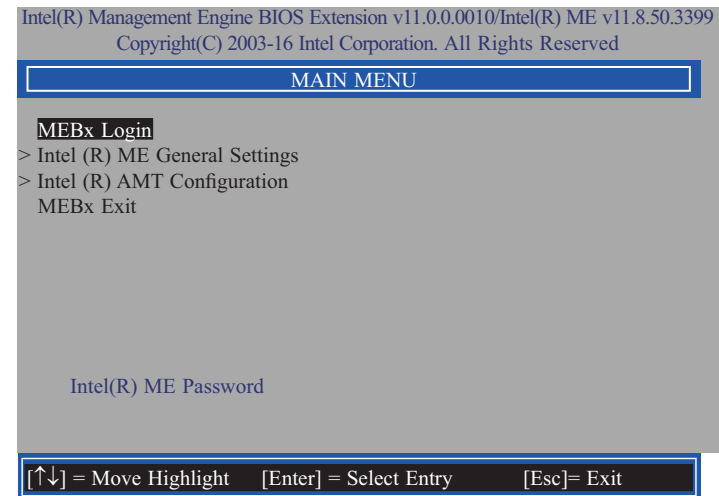 Intel(R) Management Engine BIOS Extension v11.0.0.0010/Intel(R) ME v11.8.50.3399
Copyright(C) 2003-16 Intel Corporation. All Rights Reserved
MAIN MENU
MEBx Login
> Intel (R) ME General Settings
> Intel (R) AMT Configuration
MEBx Exit
Intel(R) ME Password
[↑↓] = Move Highlight [Enter] = Select Entry [Esc]= Exit